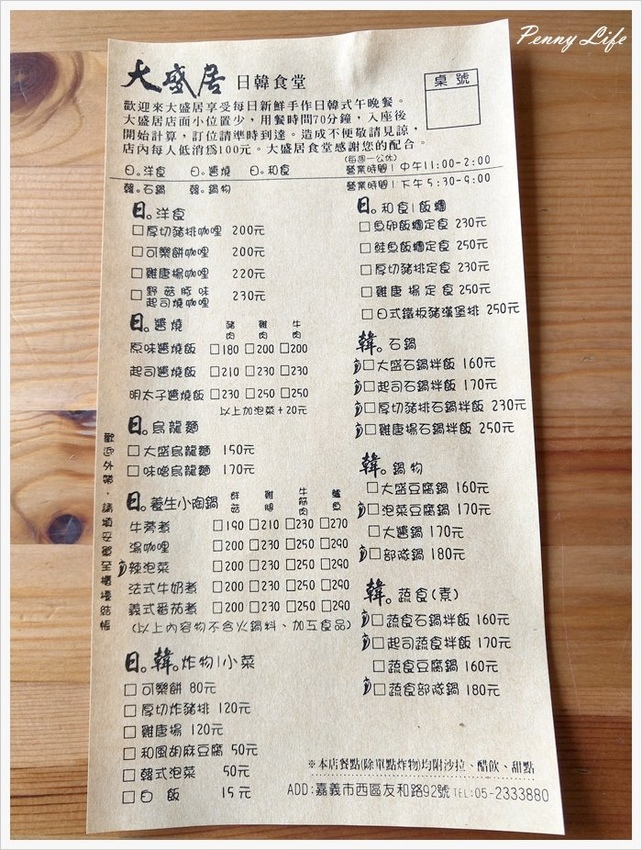 Penny Life
大盛居 日韓食堂
桌號
歡迎來大盛居享受每日新鮮手作日韓式午晚餐。
大盛居店面小位置少，用餐時間70分鐘，入座後
開始計算，訂位請準時到達。造成不便敬請見諒，
店內每人低消為100元。大盛居食堂感謝您的配合。
(每週一公休)
日。洋食 日。醬燒 日。和食 營業時間|中午11:00-2:00
韓。石鍋 韓。鍋物 營業時間|下午5:30-9:00
日。洋食
□厚切豬排咖哩 200元
□可樂餅咖哩 200元
□雞唐揚咖哩 220元
□野菇豚味
起司燒咖哩 230元
日。醬燒 豬肉 雞肉 牛肉
原味醬燒飯 □180 □200 □200
起司醬燒飯 □210 □230 □230
明太子醬燒飯 □230 □250 □250
以上加泡菜+20元
日。烏龍麵
□大盛烏龍麵 150元
□味噌烏龍麵 170元
日。養生小陶鍋 鮮菇 雞腿 牛筋肉 鱸魚
牛蒡煮 □190 □210 □230 □270
湯咖哩 □200 □230 □250 □290
辣泡菜 □200 □230 □250 □290
法式牛奶煮 □200 □230 □250 □290
義式番茄煮 □200 □230 □250 □290
(以上內容物不含火鍋料、加工食品)
日。韓。炸物|小菜
□可樂餅 80元
□厚切炸豬排 120元
□雞唐揚 120元
□和風胡麻豆腐 50元
□韓式泡菜 50元
□白飯 15元
日。和食|飯糰
□魚卵飯糰定食 230元
□鮭魚飯糰定食 250元
□厚切豬排定食 230元
□雞唐揚定食 250元
□日式鐵板豬漢堡排 250元
韓。石鍋
□大盛石鍋拌飯 160元
□起司石鍋拌飯 170元
□厚切豬排石鍋拌飯 230元
□雞唐揚石鍋拌飯 250元
韓。鍋物
□大盛豆腐鍋 160元
□泡菜豆腐鍋 170元
□大醬鍋 170元
□部隊鍋 180元
韓。蔬食(素)
□蔬食石鍋拌飯 160元
□起司蔬食拌飯 170元
□蔬食豆腐鍋 160元
□蔬食部隊鍋 180元
歡迎外帶，請填妥單至櫃檯結帳
※本店餐點(除單點炸物)均附沙拉、醋飲、甜點
ADD:嘉義市西區友和路92號 TEL:05-2333880